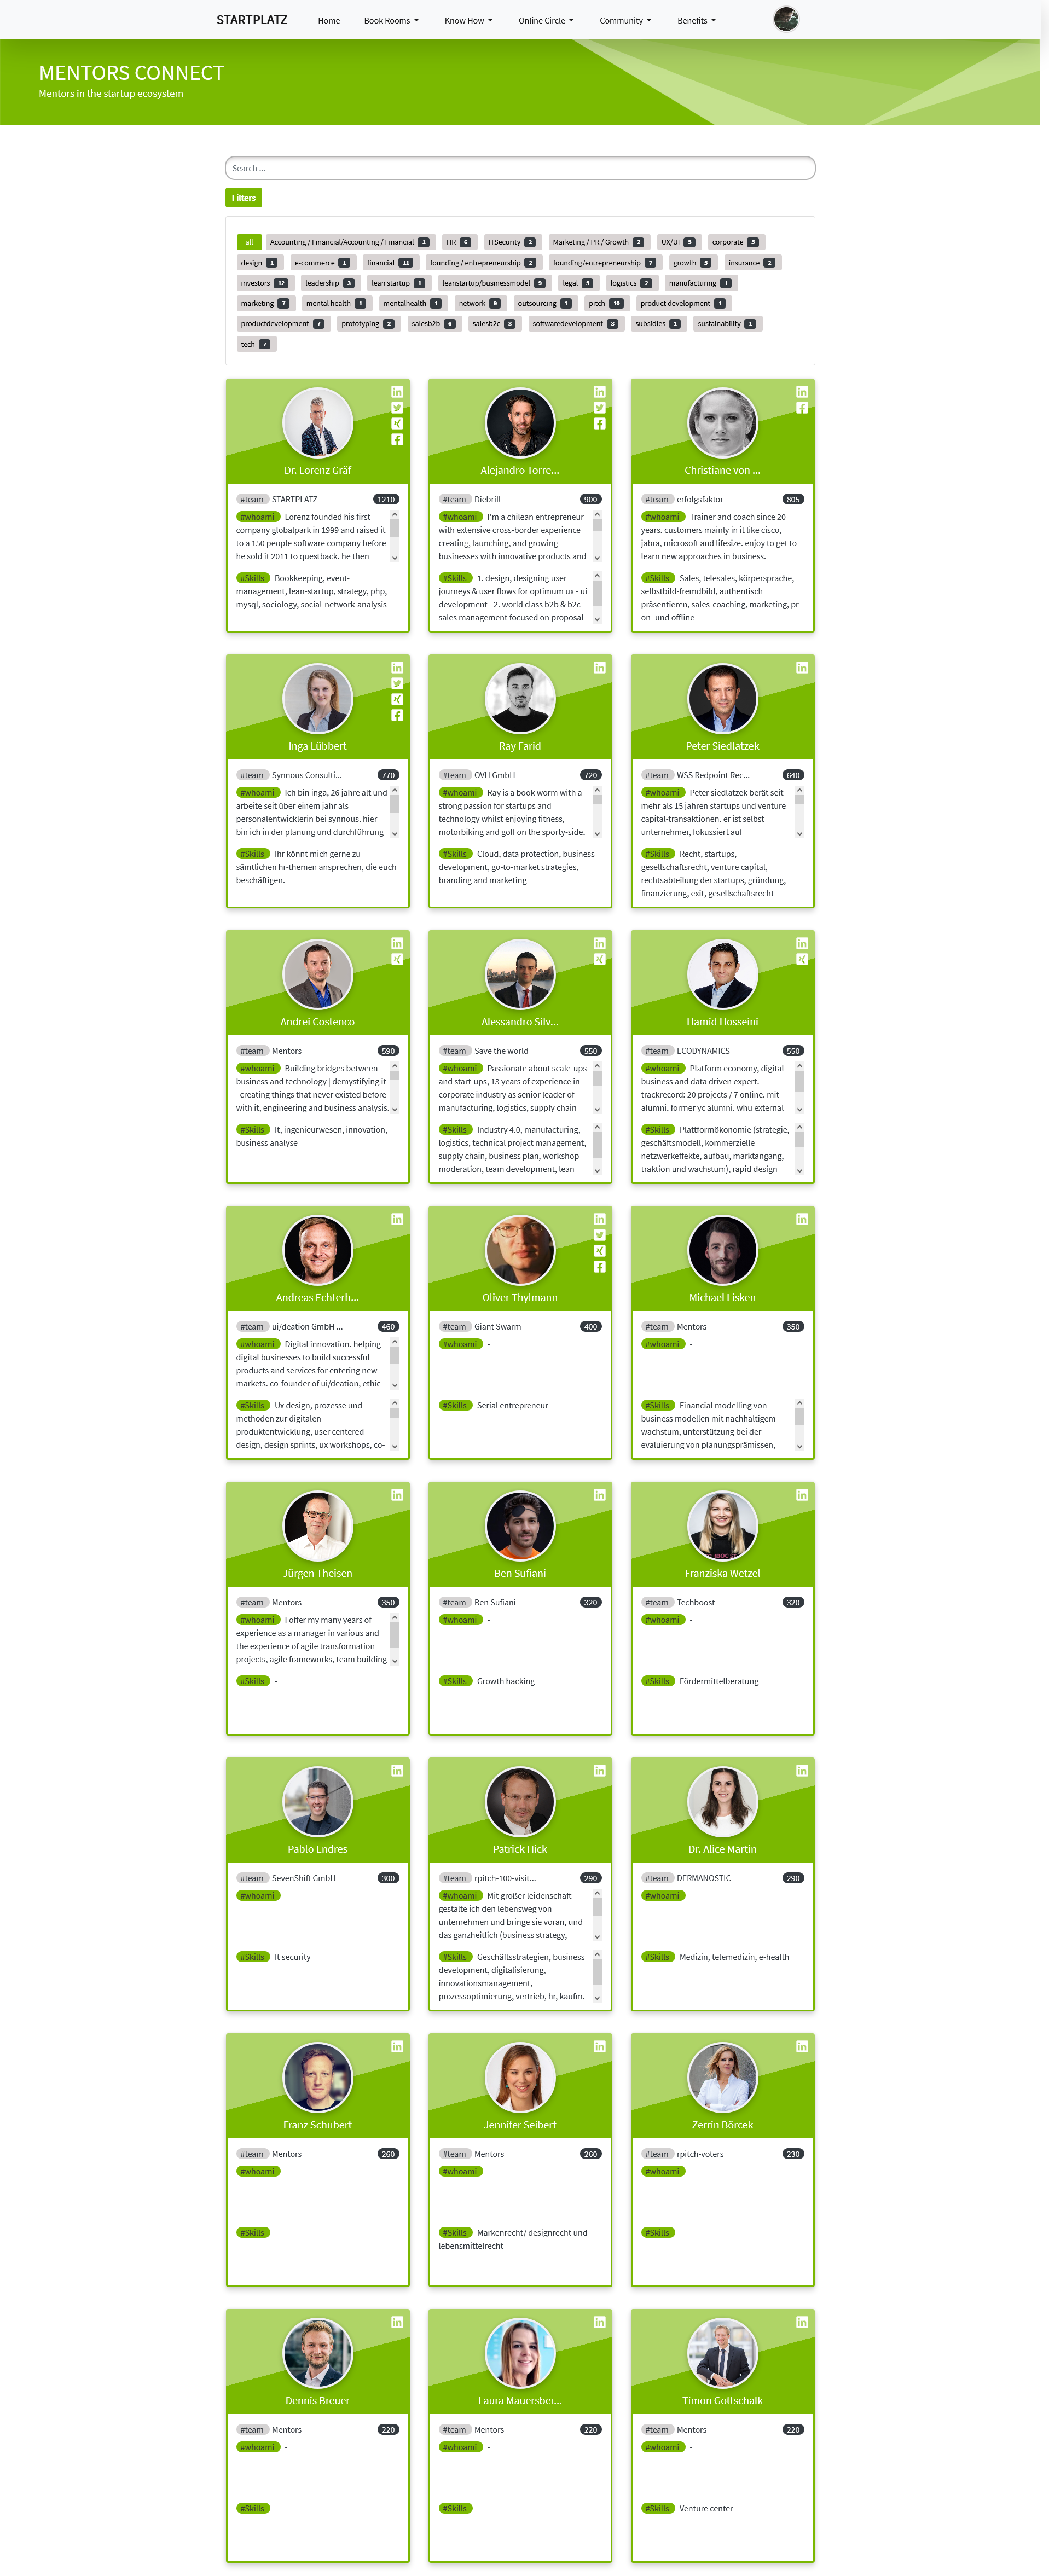 STARTPLATZ Home Book Rooms Know How Online Circle Community Benefits
MENTORS CONNECT
Mentors in the startup ecosystem
Search ...
Filters
all Accounting / Financial/Accounting / Financial 1 HR 6 ITSecurity 2 Marketing / PR / Growth 2 UX/UI 5 corporate 5
design 1 e-commerce 1 financial 11 founding / entrepreneurship 2 founding/entrepreneurship 7 growth 5 insurance 2
investors 12 leadership 3 lean startup 1 leanstartup/businessmodel 9 legal 5 logistics 2 manufacturing 1
marketing 7 mental health 1 mentalhealth 1 network 9 outsourcing 1 pitch 10 product development 1
productdevelopment 7 prototyping 2 salesb2b 6 salesb2c 3 softwaredevelopment 3 subsidies 1 sustainability 1
tech 7
Dr. Lorenz Gräf
#team STARTPLATZ 1210
#whoami Lorenz founded his first
company globalpark in 1999 and raised it
to a 150 people software company before
he sold it 2011 to questback. he then
#Skills Bookkeeping, event-
management, lean-startup, strategy, php,
mysql, sociology, social-network-analysis
Alejandro Torre...
#team Diebrill 900
#whoami I'm a chilean entrepreneur
with extensive cross-border experience
creating, launching, and growing
businesses with innovative products and
#Skills 1. design, designing user
journeys & user flows for optimum ux - ui
development - 2. world class b2b & b2c
sales management focused on proposal
Christiane von ...
#team erfolgsfaktor 805
#whoami Trainer and coach since 20
years. customers mainly in it like cisco,
jabra, microsoft and lifesize. enjoy to get to
learn new approaches in business.
#Skills Sales, telesales, körpersprache,
selbstbild-fremdbild, authentisch
präsentieren, sales-coaching, marketing, pr
on- und offline
Inga Lübbert
#team Synnous Consulti... 770
#whoami Ich bin inga, 26 jahre alt und
arbeite seit über einem jahr als
personalentwicklerin bei synnous. hier
bin ich in der planung und durchführung
#Skills Ihr könnt mich gerne zu
sämtlichen hr-themen ansprechen, die euch
beschäftigen.
Ray Farid
#team OVH GmbH 720
#whoami Ray is a book worm with a
strong passion for startups and
technology whilst enjoying fitness,
motorbiking and golf on the sporty-side.
#Skills Cloud, data protection, business
development, go-to-market strategies,
branding and marketing
Peter Siedlatzek
#team WSS Redpoint Rec... 640
#whoami Peter siedlatzek berät seit
mehr als 15 jahren startups und venture
capital-transaktionen. er ist selbst
unternehmer, fokussiert auf
#Skills Recht, startups,
gesellschaftsrecht, venture capital,
rechtsabteilung der startups, gründung,
finanzierung, exit, gesellschaftsrecht
Andrei Costenco
#team Mentors 590
#whoami Building bridges between
business and technology | demystifying it
| creating things that never existed before
with it, engineering and business analysis.
#Skills It, ingenieurwesen, innovation,
business analyse
Alessandro Silv...
#team Save the world 550
#whoami Passionate about scale-ups
and start-ups, 13 years of experience in
corporate industry as senior leader of
manufacturing, logistics, supply chain
#Skills Industry 4.0, manufacturing,
logistics, technical project management,
supply chain, business plan, workshop
moderation, team development, lean
Hamid Hosseini
#team ECODYNAMICS 550
#whoami Platform economy, digital
business and data driven expert.
trackrecord: 20 projects / 7 online. mit
alumni. former yc alumni. whu external
#Skills Plattformökonomie (strategie,
geschäftsmodell, kommerzielle
netzwerkeffekte, aufbau, marktangang,
traktion und wachstum), rapid design
Andreas Echterh...
#team ui/deation GmbH ... 460
#whoami Digital innovation. helping
digital businesses to build successful
products and services for entering new
markets. co-founder of ui/deation, ethic
#Skills Ux design, prozesse und
methoden zur digitalen
produktentwicklung, user centered
design, design sprints, ux workshops, co-
Oliver Thylmann
#team Giant Swarm 400
#whoami -
#Skills Serial entrepreneur
Michael Lisken
#team Mentors 350
#whoami -
#Skills Financial modelling von
business modellen mit nachhaltigem
wachstum, unterstützung bei der
evaluierung von planungsprämissen,
Jürgen Theisen
#team Mentors 350
#whoami I offer my many years of
experience as a manager in various and
the experience of agile transformation
projects, agile frameworks, team building
#Skills -
Ben Sufiani
#team Ben Sufiani 320
#whoami -
#Skills Growth hacking
Franziska Wetzel
#team Techboost 320
#whoami -
#Skills Fördermittelberatung
Pablo Endres
#team SevenShift GmbH 300
#whoami -
#Skills It security
Patrick Hick
#team rpitch-100-visit... 290
#whoami Mit großer leidenschaft
gestalte ich den lebensweg von
unternehmen und bringe sie voran, und
das ganzheitlich (business strategy,
#Skills Geschäftsstrategien, business
development, digitalisierung,
innovationsmanagement,
prozessoptimierung, vertrieb, hr, kaufm.
Dr. Alice Martin
#team DERMANOSTIC 290
#whoami -
#Skills Medizin, telemedizin, e-health
Franz Schubert
#team Mentors 260
#whoami -
#Skills -
Jennifer Seibert
#team Mentors 260
#whoami -
#Skills Markenrecht/ designrecht und
lebensmittelrecht
Zerrin Börcek
#team rpitch-voters 230
#whoami -
#Skills -
Dennis Breuer
#team Mentors 220
#whoami -
#Skills -
Laura Mauersber...
#team Mentors 220
#whoami -
#Skills -
Timon Gottschalk
#team Mentors 220
#whoami -
#Skills Venture center